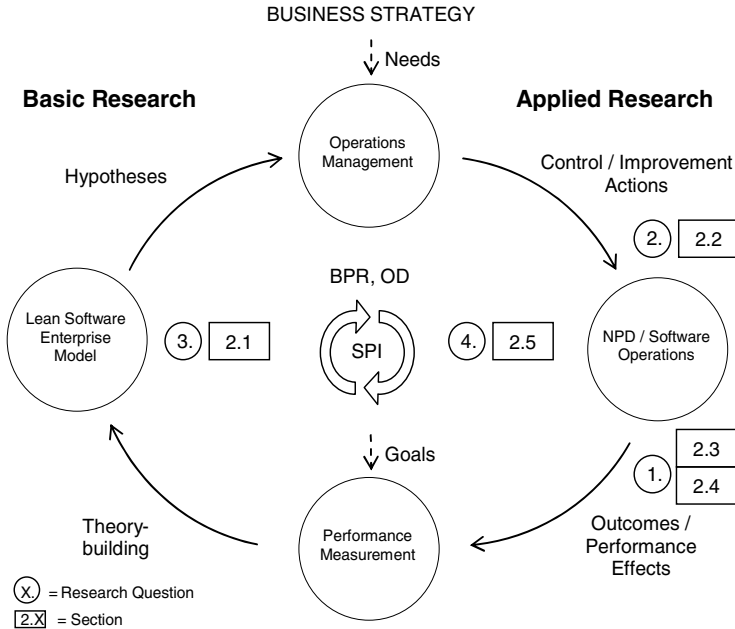 BUSINESS STRATEGY
Needs
Basic Research
Applied Research
Operations
Management
Hypotheses
Control / Improvement
Actions
2.
2.2
BPR, OD
Lean Software
Enterprise
Model
3.
2.1
SPI
4.
2.5
NPD / Software
Operations
Goals
2.3
1.
2.4
Theory-
building
Performance
Measurement
Outcomes /
Performance
Effects
X.
= Research Question
2.X
= Section